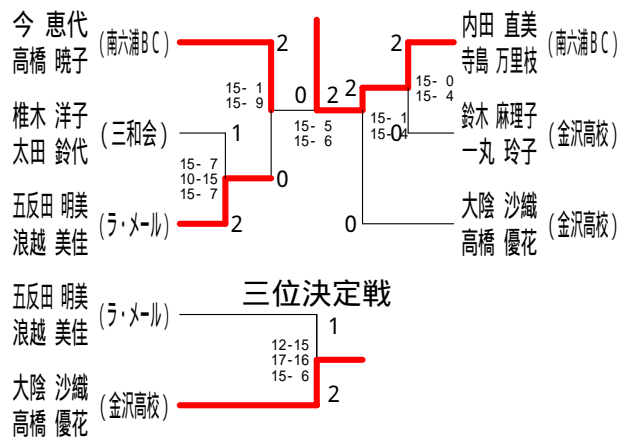 今 恵代
高橋 暁子
(南六浦BC)
椎木 洋子
太田 鈴代
(三和会)
五反田 明美
浪越 美佳
(ラ・メール)
2
15- 1
15- 9
1
15- 7
10-15
15- 7
2
0
0
2
15- 5
15- 6
2
15- 1
15- 4
0
2
15- 0
15- 4
0
内田 直美
寺島 万里枝
(南六浦BC)
鈴木 麻理子
一丸 玲子
(金沢高校)
大陰 沙織
高橋 優花
(金沢高校)
三位決定戦
五反田 明美
浪越 美佳
(ラ・メール)
1
12-15
17-16
15- 6
2
大陰 沙織
高橋 優花
(金沢高校)